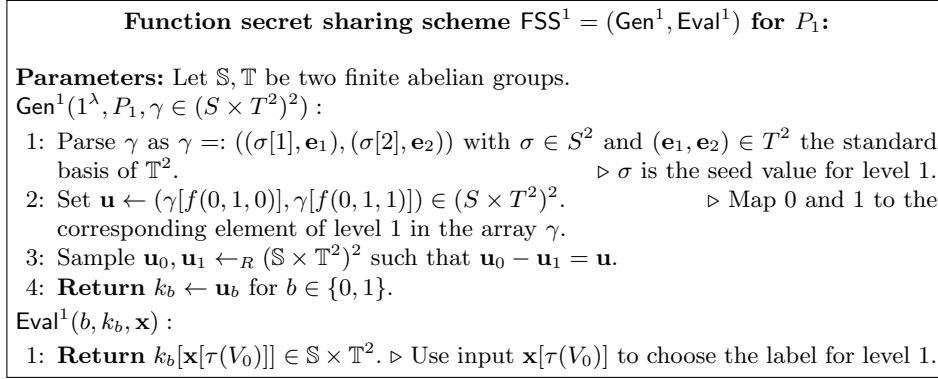 Function secret sharing scheme FSS¹ = (Gen¹, Eval¹) for P₁:
Parameters: Let 𝕊, 𝕋 be two finite abelian groups.
Gen¹(1^λ, P₁, γ ∈ (S × T²)²) :
1: Parse γ as γ =: ((σ[1], e₁), (σ[2], e₂)) with σ ∈ S² and (e₁, e₂) ∈ T² the standard
basis of 𝕋². ▷ σ is the seed value for level 1.
2: Set u ← (γ[f(0, 1, 0)], γ[f(0, 1, 1)]) ∈ (S × T²)². ▷ Map 0 and 1 to the
corresponding element of level 1 in the array γ.
3: Sample u₀, u₁ ←_R (𝕊 × 𝕋²)² such that u₀ − u₁ = u.
4: Return k_b ← u_b for b ∈ {0, 1}.
Eval¹(b, k_b, x) :
1: Return k_b[x[τ(V₀)]] ∈ 𝕊 × 𝕋². ▷ Use input x[τ(V₀)] to choose the label for level 1.